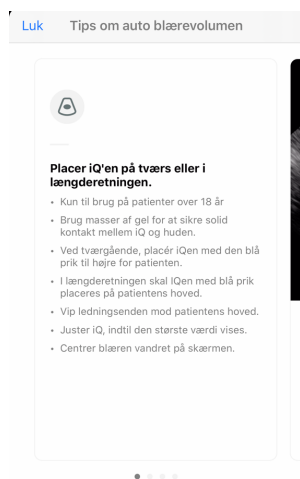 Luk Tips om auto blærevolumen
Placer iQ'en på tværs eller i
længderetningen.
• Kun til brug på patienter over 18 år
• Brug masser af gel for at sikre solid
kontakt mellem iQ og huden.
• Ved tværgående, placér iQen med den blå
prik til højre for patienten.
• I længderetningen skal IQen med blå prik
placeres på patientens hoved.
• Vip ledningsenden mod patientens hoved.
• Juster iQ, indtil den største værdi vises.
• Centrer blæren vandret på skærmen.